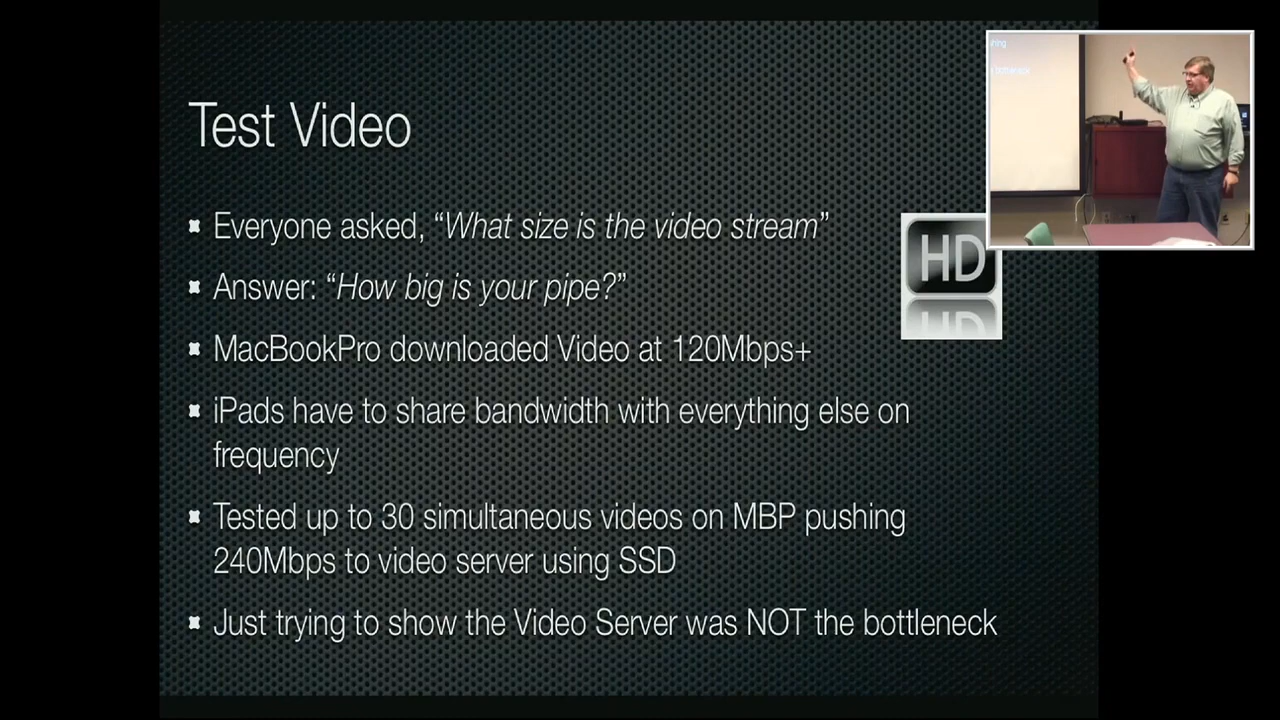 Test Video
Everyone asked, “What size is the video stream”
Answer: “How big is your pipe?”
MacBookPro downloaded Video at 120Mbps+
iPads have to share bandwidth with everything else on
frequency
Tested up to 30 simultaneous videos on MBP pushing
240Mbps to video server using SSD
Just trying to show the Video Server was NOT the bottleneck
HD
HD
hing
bottleneck